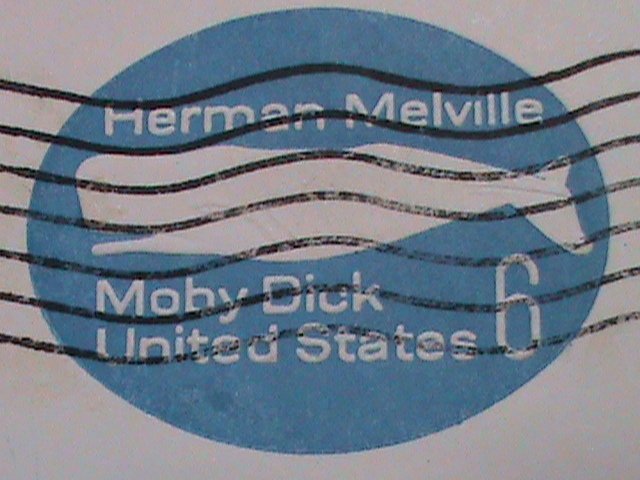 Herman Melville
Moby Dick
United States 6